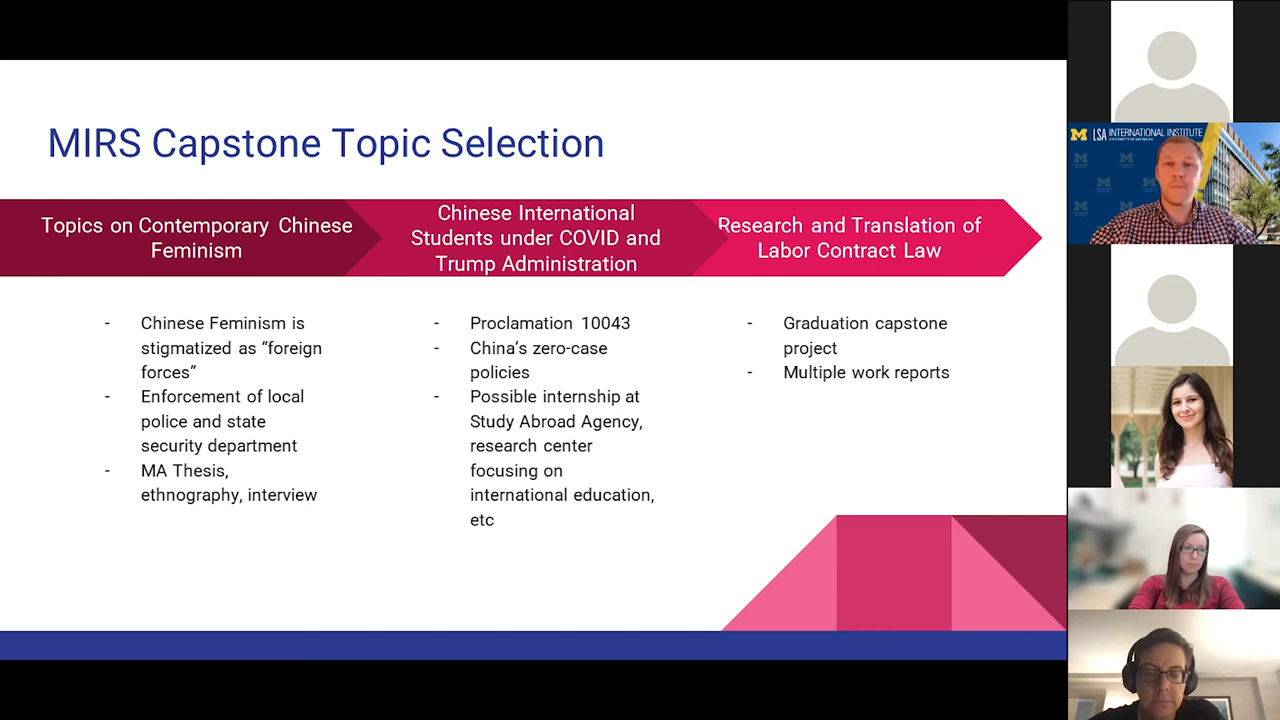 MIRS Capstone Topic Selection
Topics on Contemporary Chinese
Feminism
Chinese International
Students under COVID and
Trump Administration
Research and Translation of
Labor Contract Law
- Chinese Feminism is
stigmatized as “foreign
forces”
- Enforcement of local
police and state
security department
- MA Thesis,
ethnography, interview
- Proclamation 10043
- China’s zero-case
policies
- Possible internship at
Study Abroad Agency,
research center
focusing on
international education,
etc
- Graduation capstone
project
- Multiple work reports
M LSA INTERNATIONAL INSTITUTE
UNIVERSITY OF MICHIGAN